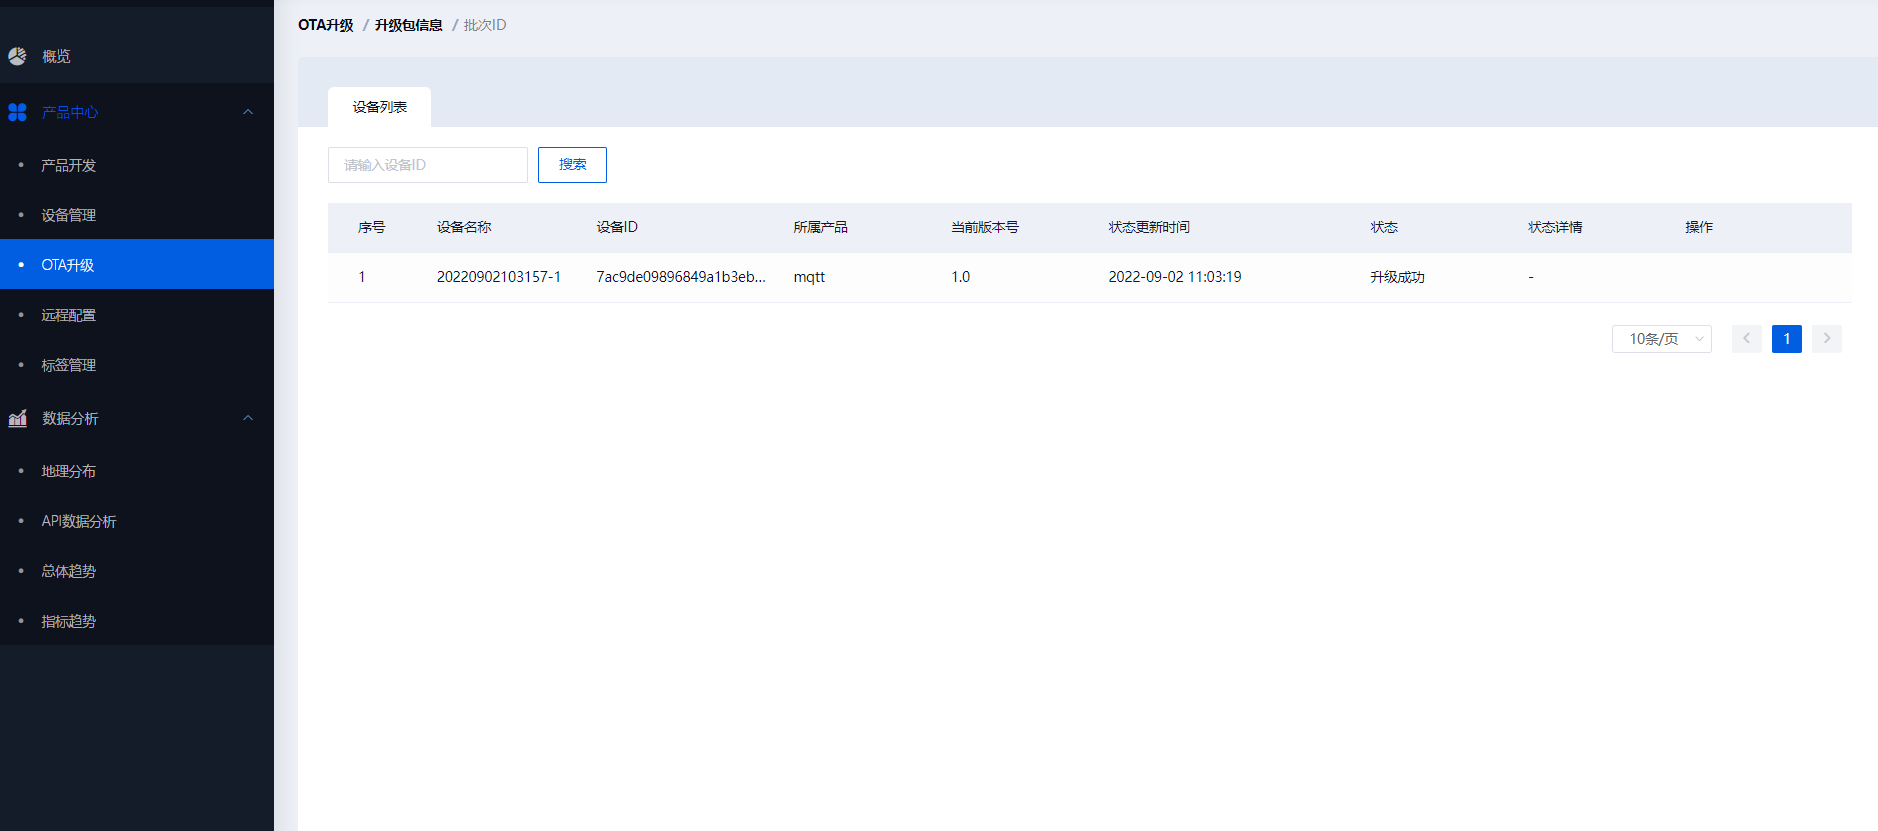 OTA升级 / 升级包信息 / 批次ID
概览
产品中心
产品开发
设备管理
OTA升级
远程配置
标签管理
数据分析
地理分布
API数据分析
总体趋势
指标趋势
设备列表
请输入设备ID 搜索
序号 设备名称 设备ID 所属产品 当前版本号 状态更新时间 状态 状态详情 操作
1 20220902103157-1 7ac9de09896849a1b3eb... mqtt 1.0 2022-09-02 11:03:19 升级成功 -
10条/页 1